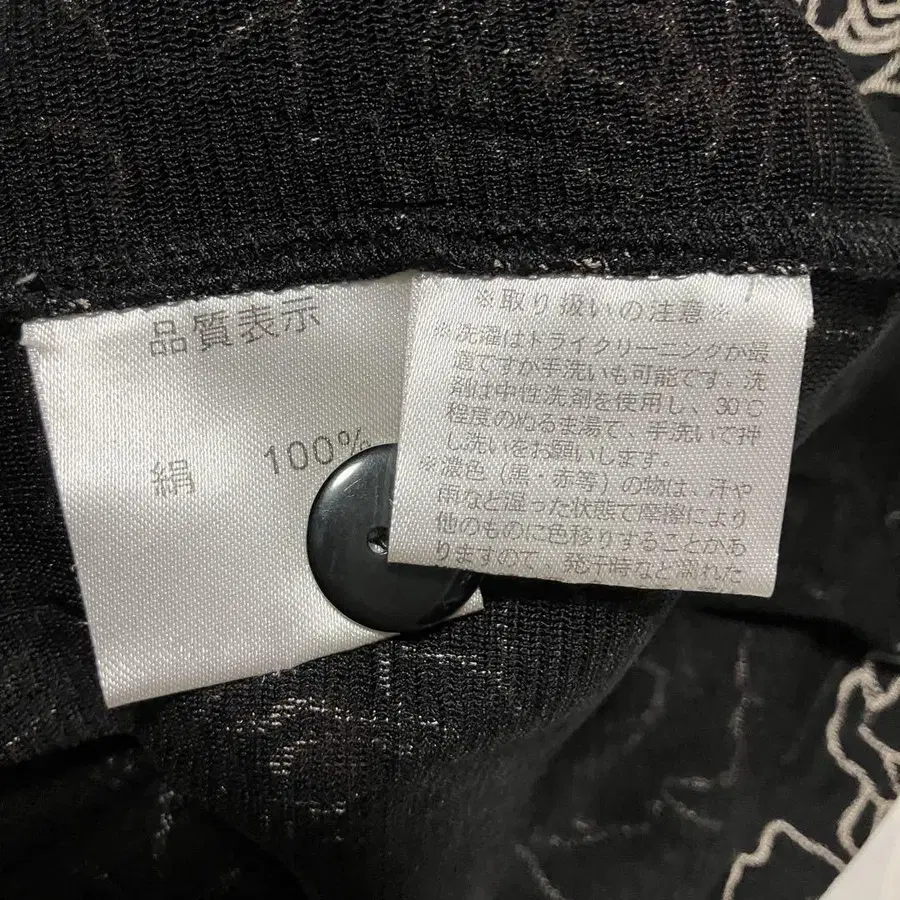 品質表示
絹 100%
※取り扱いの注意※
※洗濯はドライクリーニングが最
適ですが手洗いも可能です。洗
剤は中性洗剤を使用し、30℃
程度のぬるま湯で、手洗いで押
し洗いをお願いします。
※濃色(黒・赤等)の物は、汗や
雨など湿った状態で摩擦により
他のものに色移りすることがあ
りますので、発汗時など濡れた